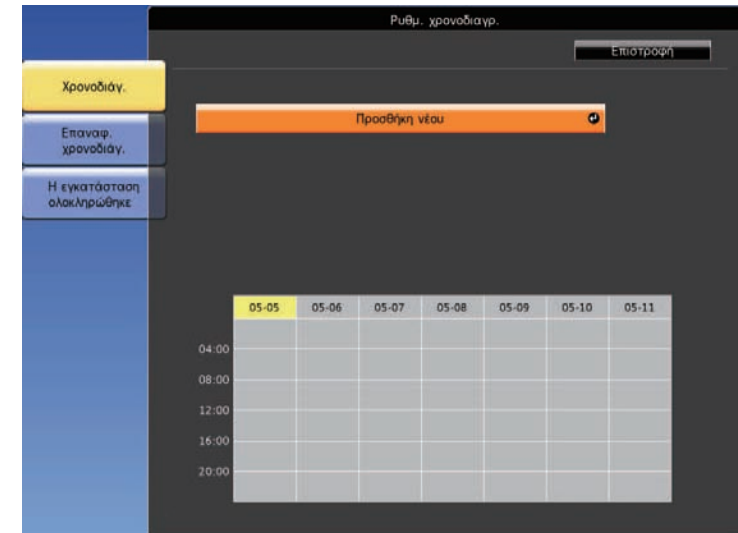 Ρυθμ. χρονοδιαγρ.
Επιστροφή
Χρονοδιάγ.
Προσθήκη νέου
Επαναφ.
χρονοδιάγ.
Η εγκατάσταση
ολοκληρώθηκε
05-05 05-06 05-07 05-08 05-09 05-10 05-11
04:00
08:00
12:00
16:00
20:00